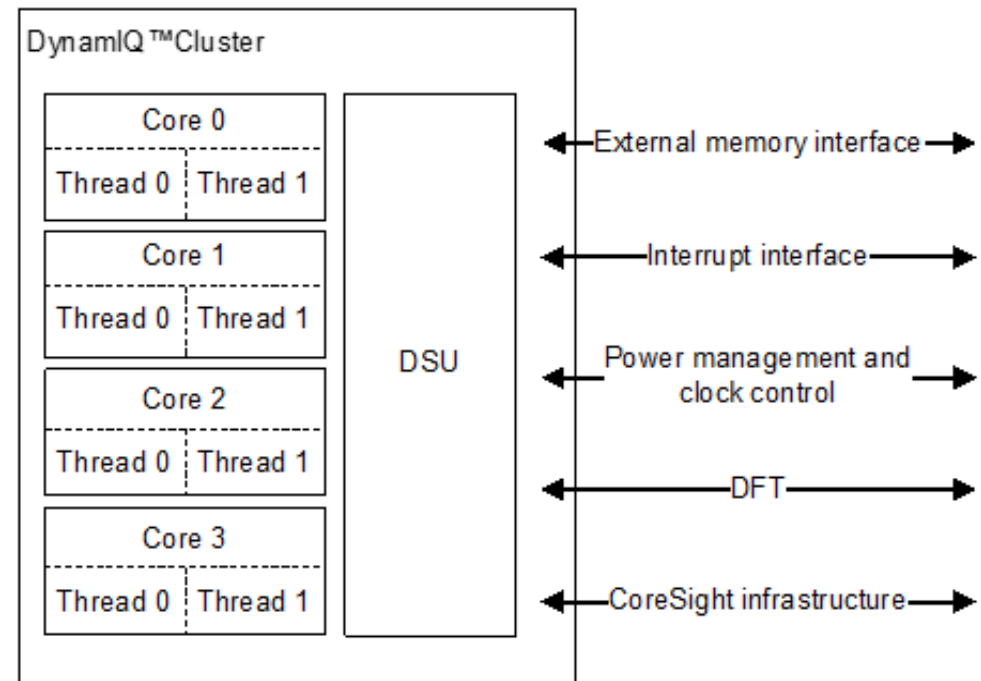 DynamIQ™Cluster
Core 0
Thread 0 Thread 1
Core 1
Thread 0 Thread 1
Core 2
Thread 0 Thread 1
Core 3
Thread 0 Thread 1
DSU
External memory interface
Interrupt interface
Power management and
clock control
DFT
CoreSight infrastructure